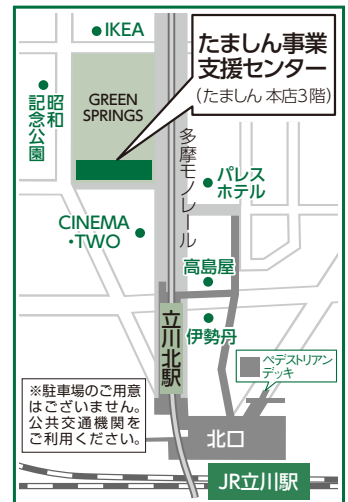 IKEA
たましん事業
支援センター
(たましん 本店3階)
昭和
記念公園
GREEN
SPRINGS
多摩モノレール
パレス
ホテル
CINEMA
・TWO
高島屋
伊勢丹
立川北駅
ペデストリアン
デッキ
※駐車場のご用意
はございません。
公共交通機関を
ご利用ください。
北口
JR立川駅